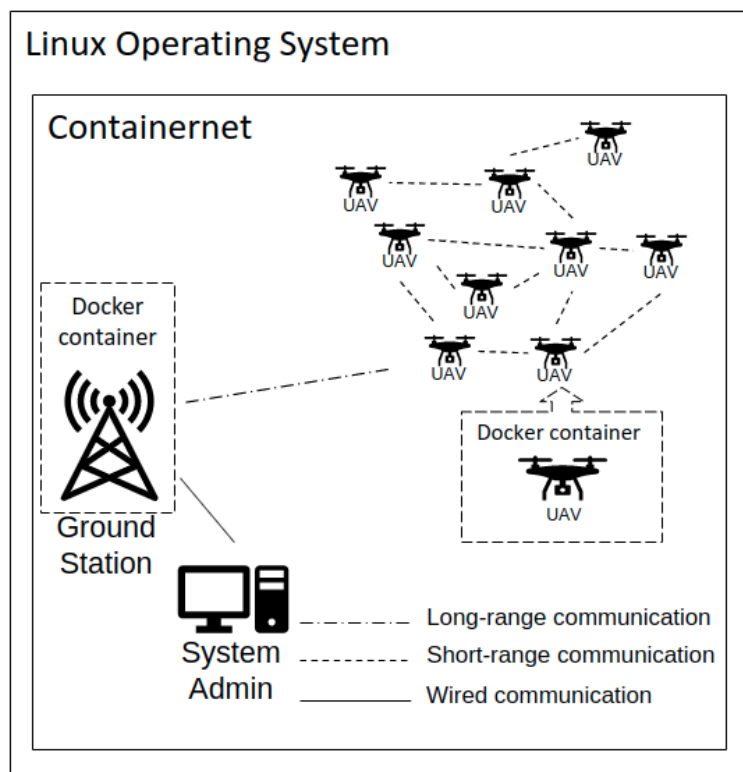 Linux Operating System
Containernet
UAV
UAV
UAV
UAV
UAV
UAV
UAV
UAV
UAV
Docker
container
Ground
Station
Docker container
UAV
System
Admin
Long-range communication
Short-range communication
Wired communication